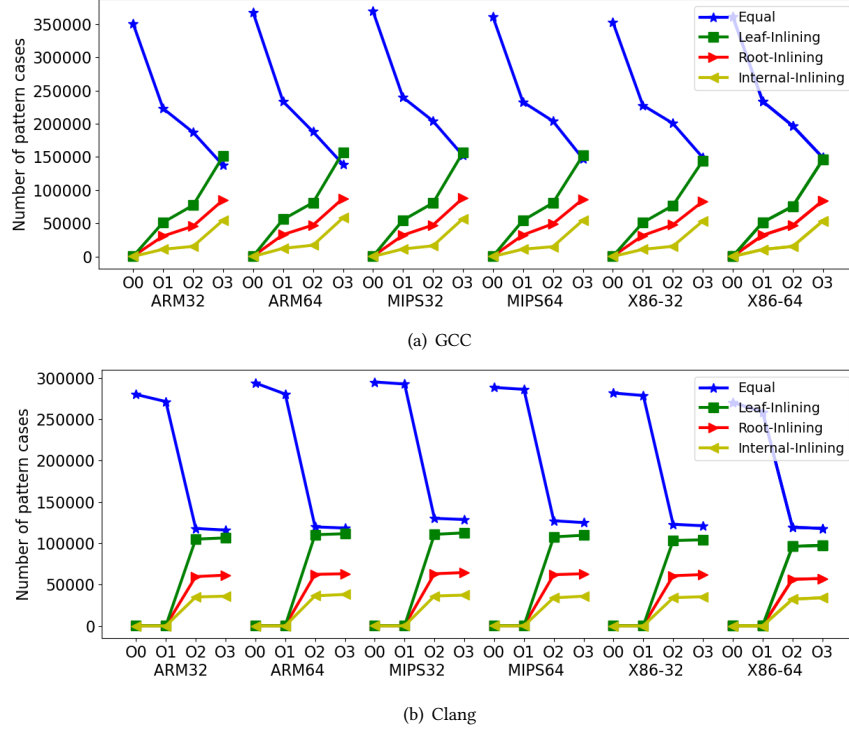 Number of pattern cases
350000
300000
250000
200000
150000
100000
50000
0
Equal
Leaf-Inlining
Root-Inlining
Internal-Inlining
O0 O1 O2 O3 O0 O1 O2 O3 O0 O1 O2 O3 O0 O1 O2 O3 O0 O1 O2 O3 O0 O1 O2 O3
ARM32 ARM64 MIPS32 MIPS64 X86-32 X86-64
(a) GCC
Number of pattern cases
300000
250000
200000
150000
100000
50000
0
Equal
Leaf-Inlining
Root-Inlining
Internal-Inlining
O0 O1 O2 O3 O0 O1 O2 O3 O0 O1 O2 O3 O0 O1 O2 O3 O0 O1 O2 O3 O0 O1 O2 O3
ARM32 ARM64 MIPS32 MIPS64 X86-32 X86-64
(b) Clang